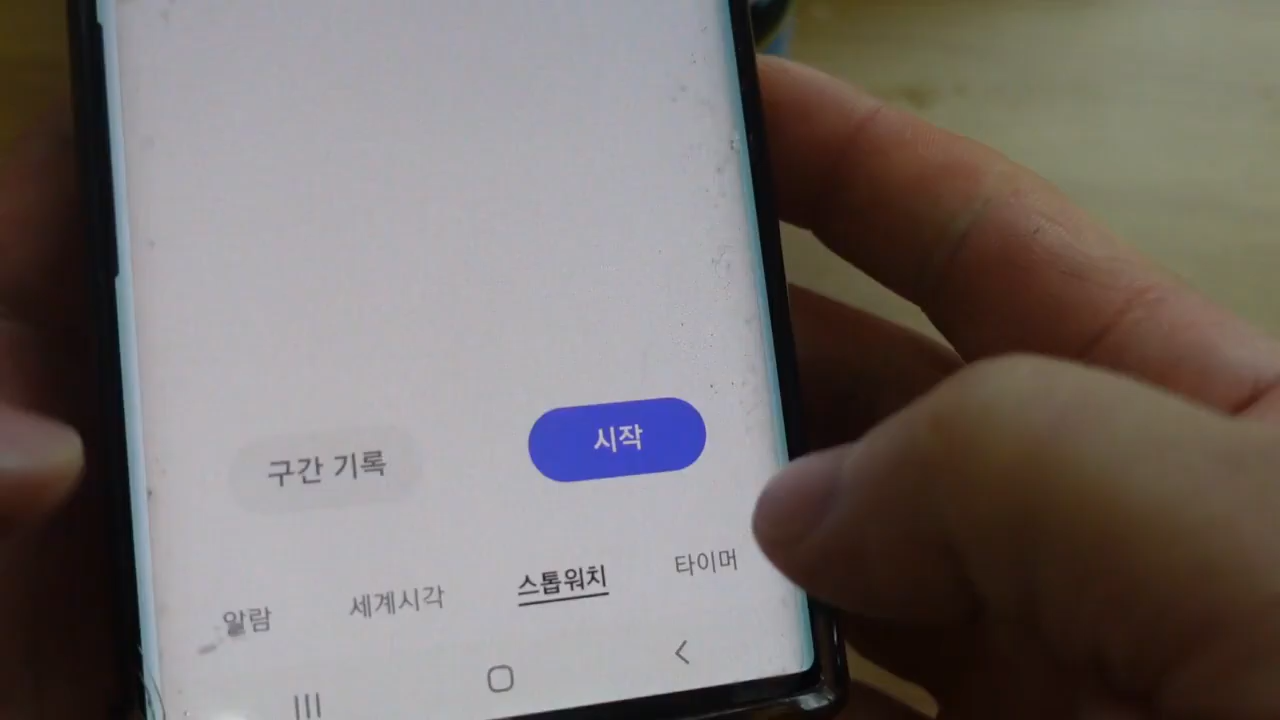 구간 기록
시작
알람
세계시각
스톱워치
타이머